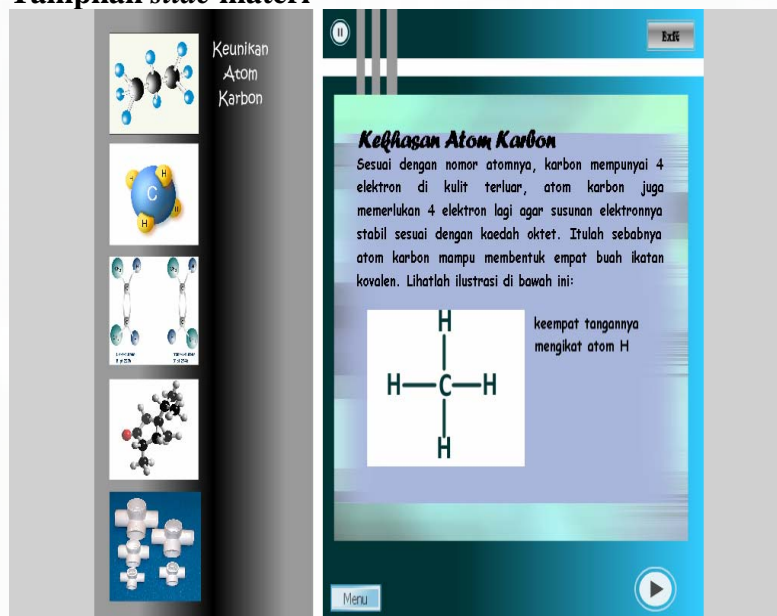 Tampilan slide materi
Keunikan
Atom
Karbon
Exit
Kekhasan Atom Karbon
Sesuai dengan nomor atomnya, karbon mempunyai 4
elektron di kulit terluar, atom karbon juga
memerlukan 4 elektron lagi agar susunan elektronnya
stabil sesuai dengan kaedah oktet. Itulah sebabnya
atom karbon mampu membentuk empat buah ikatan
kovalen. Lihatlah ilustrasi di bawah ini:
H
H—C—H
H
keempat tangannya
mengikat atom H
H
H
C
H
H
Menu